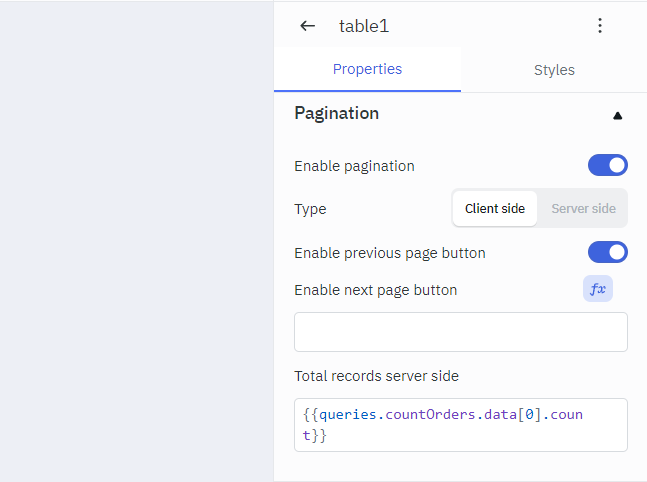 table1
Properties
Styles
Pagination
Enable pagination
Type
Client side
Server side
Enable previous page button
Enable next page button
fx
Total records server side
{{queries.countOrders.data[0].coun
t}}